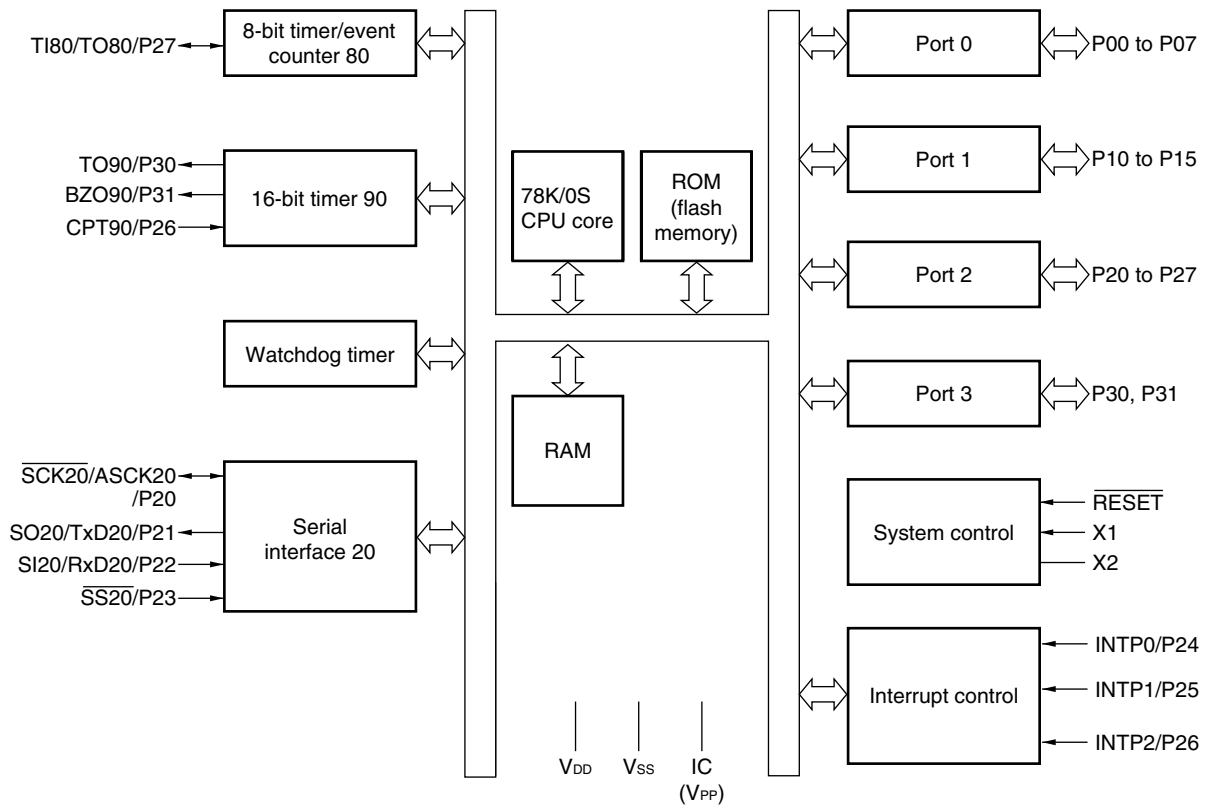 TI80/TO80/P27
8-bit timer/event
counter 80
TO90/P30
BZO90/P31
CPT90/P26
16-bit timer 90
Watchdog timer
SCK20/ASCK20
/P20
SO20/TxD20/P21
SI20/RxD20/P22
SS20/P23
Serial
interface 20
78K/0S
CPU core
ROM
(flash
memory)
RAM
VDD
VSS
IC
(VPP)
Port 0
P00 to P07
Port 1
P10 to P15
Port 2
P20 to P27
Port 3
P30, P31
System control
RESET
X1
X2
Interrupt control
INTP0/P24
INTP1/P25
INTP2/P26